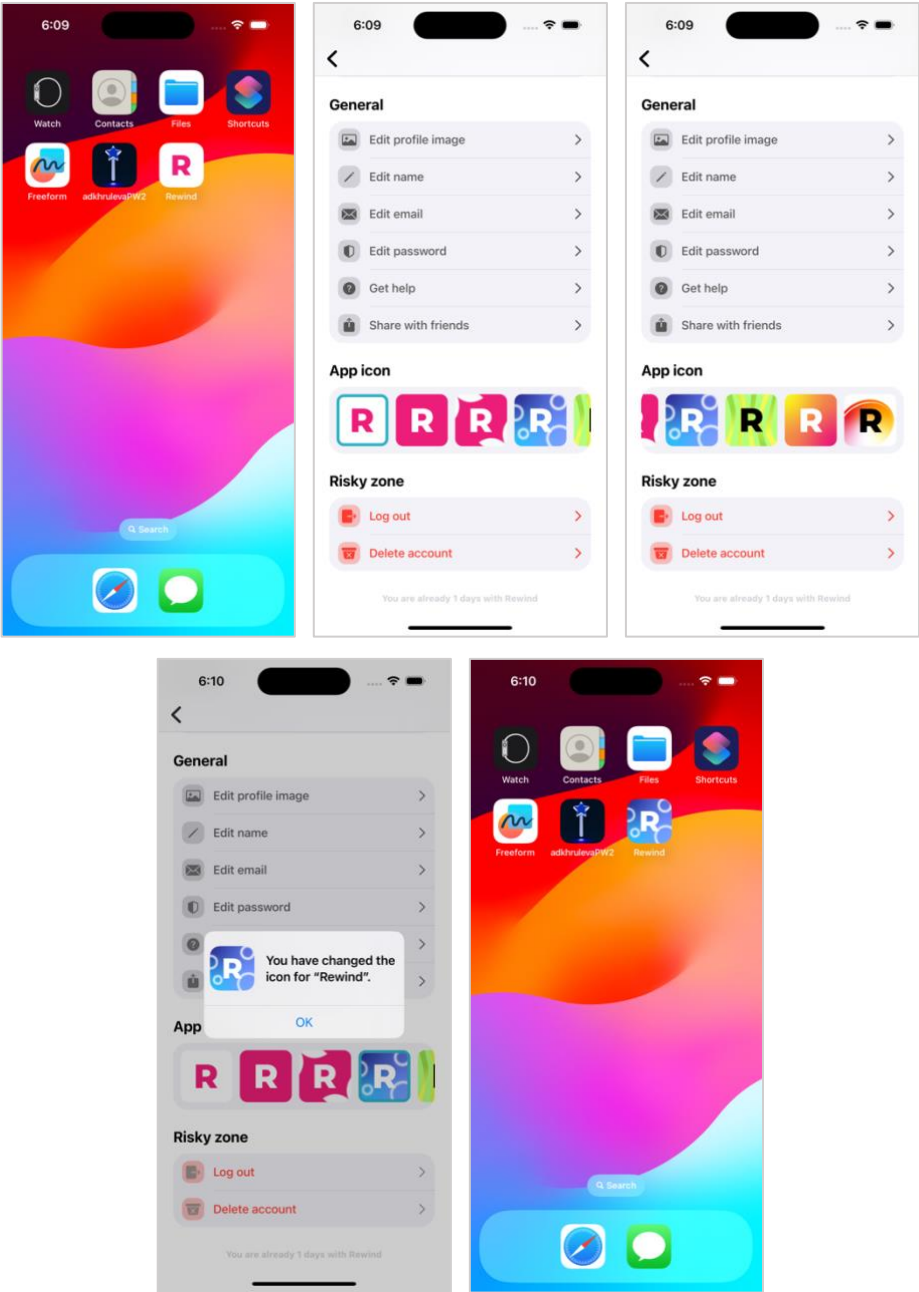 6:09
Watch Contacts Files Shortcuts
Freeform adkhrulevaPW2 R Rewind
Search
6:09
General
Edit profile image
Edit name
Edit email
Edit password
Get help
Share with friends
App icon
R R R R
Risky zone
Log out
Delete account
You are already 1 days with Rewind
6:09
General
Edit profile image
Edit name
Edit email
Edit password
Get help
Share with friends
App icon
R R R R
Risky zone
Log out
Delete account
You are already 1 days with Rewind
6:10
General
Edit profile image
Edit name
Edit email
Edit password
R
You have changed the
icon for “Rewind”.
OK
App
R R R R
Risky zone
Log out
Delete account
You are already 1 days with Rewind
6:10
Watch Contacts Files Shortcuts
Freeform adkhrulevaPW2 R Rewind
Search